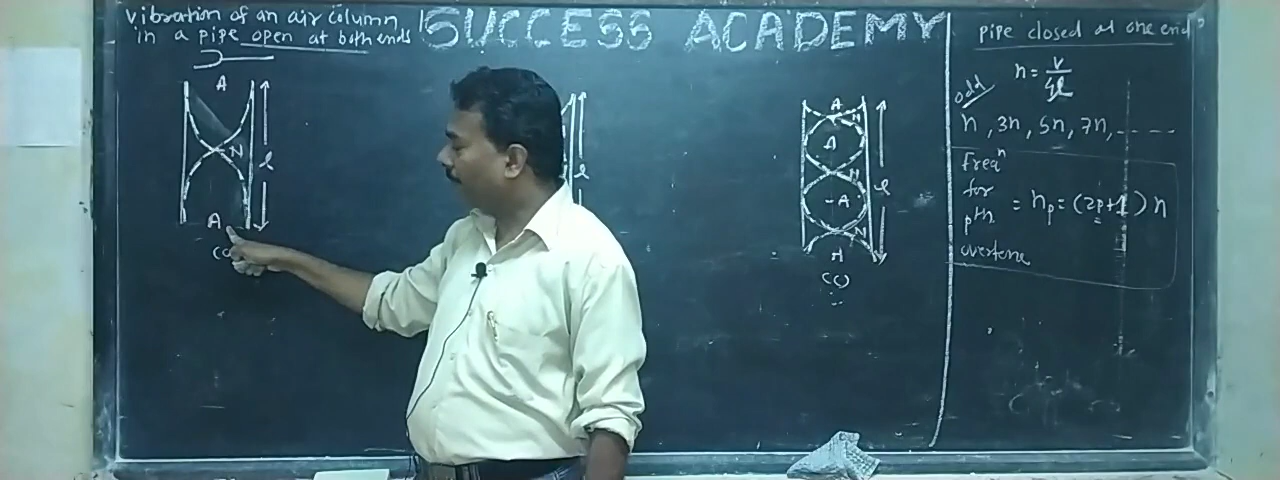 vibration of an air column
in a pipe open at both ends
SUCCESS ACADEMY
A
N
l
A
l
A
N
A
N
l
A
N
A
(c)
pipe closed at one end
odd
n = v/4l
n, 3n, 5n, 7n, - - - - -
freqⁿ
for
pth
overtone
= np = (2p+1) n